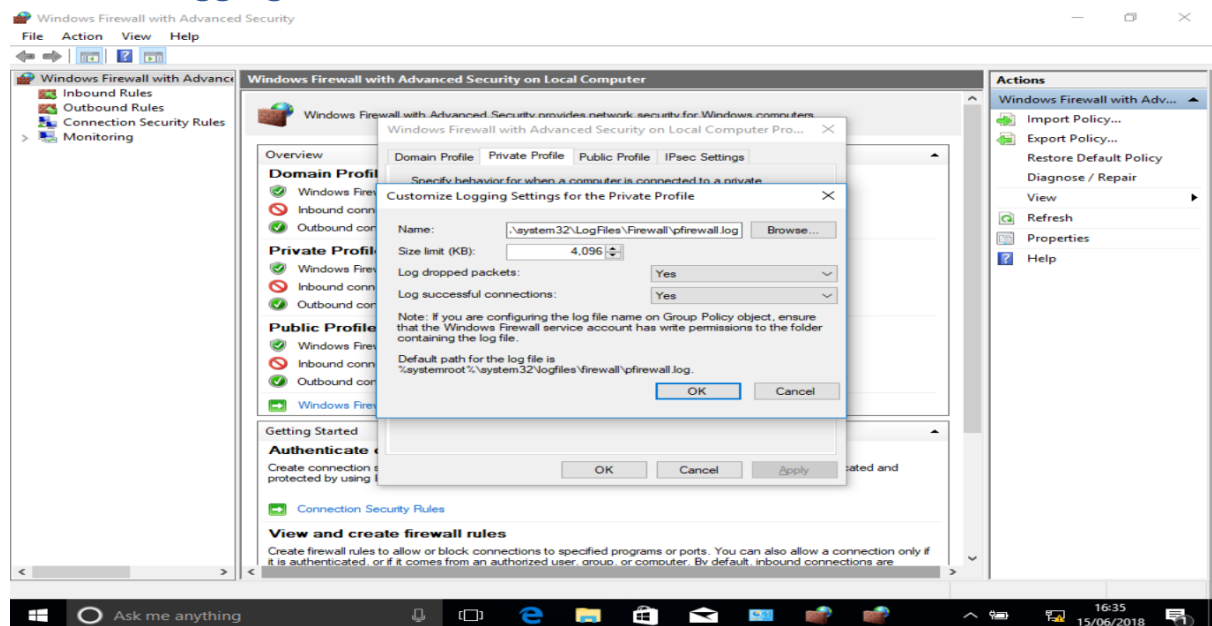 Windows Firewall with Advanced Security
File Action View Help
Windows Firewall with Advance
Inbound Rules
Outbound Rules
Connection Security Rules
Monitoring
Windows Firewall with Advanced Security on Local Computer
Windows Firewall with Advanced Security provides network security for Windows computers.
Overview
Domain Profil
Windows Firew
Inbound conn
Outbound con
Private Profil
Windows Firew
Inbound conn
Outbound con
Public Profile
Windows Firew
Inbound conn
Outbound con
Windows Firew
Getting Started
Authenticate c
Create connection s
ated and
protected by using I
Connection Security Rules
View and create firewall rules
Create firewall rules to allow or block connections to specified programs or ports. You can also allow a connection only if
it is authenticated, or if it comes from an authorized user, group, or computer. By default, inbound connections are
Windows Firewall with Advanced Security on Local Computer Pro...
Domain Profile Private Profile Public Profile IPsec Settings
Specify behavior for when a computer is connected to a private
Customize Logging Settings for the Private Profile
Name: .\system32\LogFiles\Firewall\pfirewall.log Browse...
Size limit (KB): 4,096
Log dropped packets: Yes
Log successful connections: Yes
Note: If you are configuring the log file name on Group Policy object, ensure
that the Windows Firewall service account has write permissions to the folder
containing the log file.
Default path for the log file is
%systemroot%\system32\logfiles\firewall\pfirewall.log.
OK Cancel
OK Cancel Apply
Actions
Windows Firewall with Adv...
Import Policy...
Export Policy...
Restore Default Policy
Diagnose / Repair
View
Refresh
Properties
Help
Ask me anything
16:35
15/06/2018